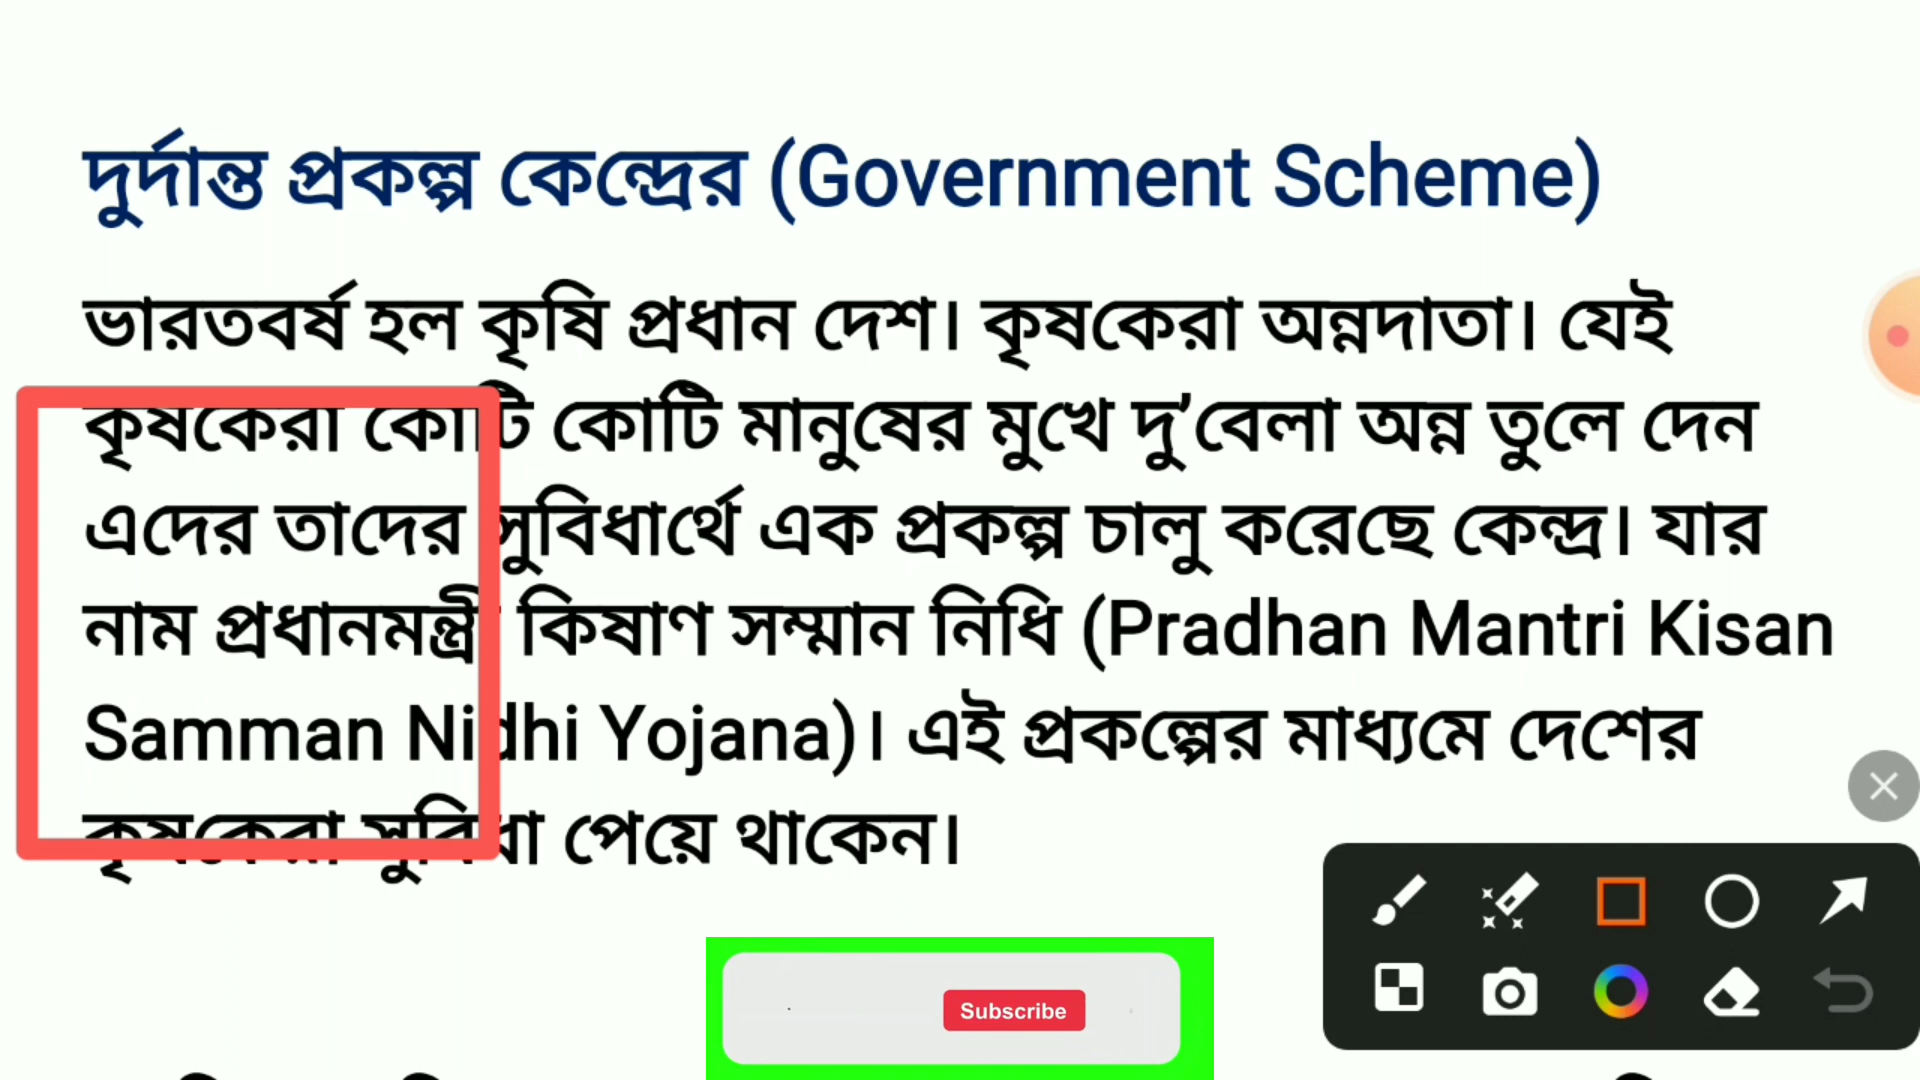 দুর্দান্ত প্রকল্প কেন্দ্রের (Government Scheme)
ভারতবর্ষ হল কৃষি প্রধান দেশ। কৃষকেরা অন্নদাতা। যেই
কৃষকেরা কোটি কোটি মানুষের মুখে দু'বেলা অন্ন তুলে দেন
এদের তাদের সুবিধার্থে এক প্রকল্প চালু করেছে কেন্দ্র। যার
নাম প্রধানমন্ত্রী কিষাণ সম্মান নিধি (Pradhan Mantri Kisan
Samman Nidhi Yojana)। এই প্রকল্পের মাধ্যমে দেশের
কৃষকেরা সুবিধা পেয়ে থাকেন।
Subscribe